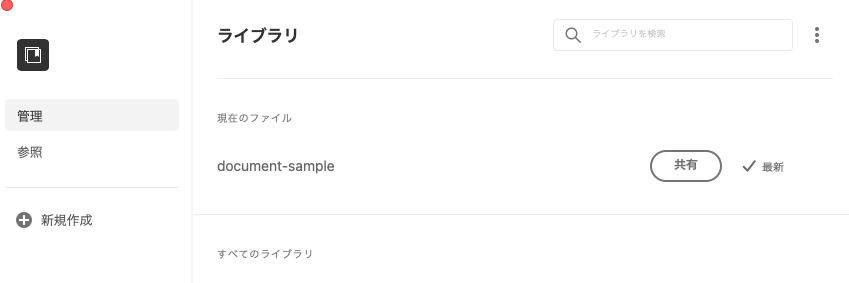 管理
参照
新規作成
ライブラリ
ライブラリを検索
現在のファイル
document-sample
共有
最新
すべてのライブラリ